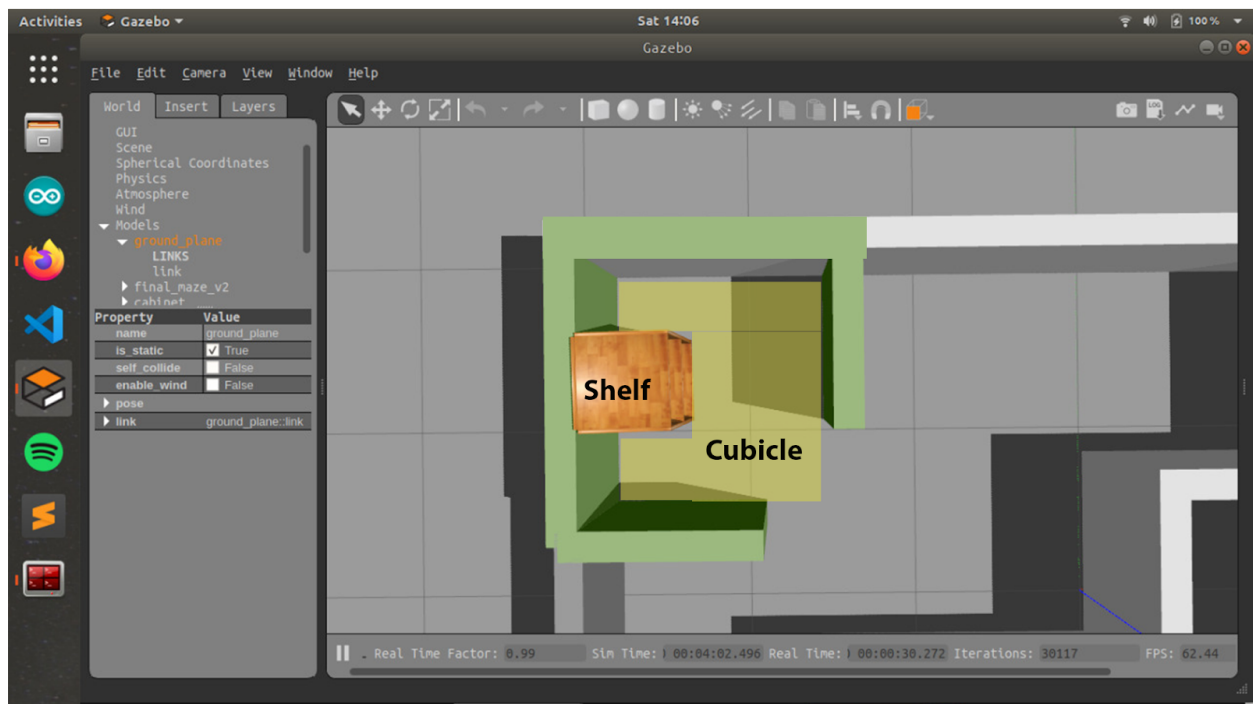 Activities Gazebo Sat 14:06 100 %
Gazebo
File Edit Camera View Window Help
World Insert Layers
GUI
Scene
Spherical Coordinates
Physics
Atmosphere
Wind
Models
ground_plane
LINKS
link
final_maze_v2
cabinet
Property Value
name ground_plane
is_static True
self_collide False
enable_wind False
pose
link ground_plane::link
LOG
Shelf
Cubicle
Real Time Factor: 0.99 Sim Time: 00:04:02.496 Real Time: 00:00:30.272 Iterations: 30117 FPS: 62.44